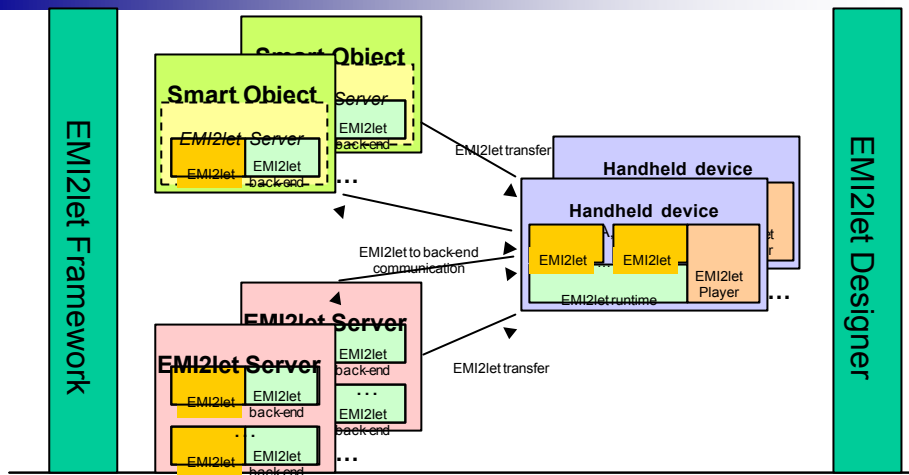 EMI2let Framework
Smart Object
Server
EMI2let
back-end
Smart Object
EMI2let Server
EMI2let
EMI2let
back-end
...
EMI2let transfer
EMI2let to back-end
communication
EMI2let transfer
Handheld device
Handheld device
EMI2let
EMI2let
...
EMI2let runtime
EMI2let
Player
...
EMI2let Server
EMI2let
back-end
...
EMI2let
back-end
EMI2let Server
EMI2let
EMI2let
back-end
...
EMI2let
EMI2let
back-end
...
EMI2let Designer